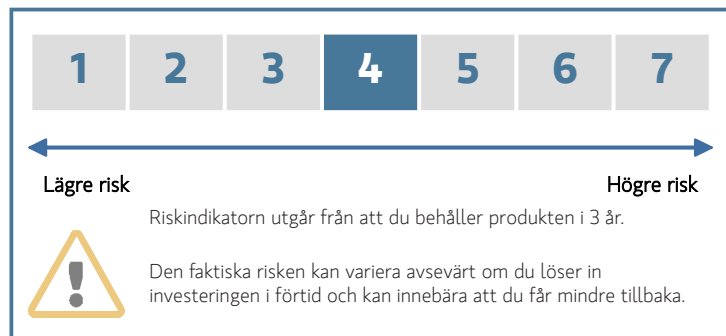 1 2 3 4 5 6 7
Lägre risk Högre risk
Riskindikatorn utgår från att du behåller produkten i 3 år.
Den faktiska risken kan variera avsevärt om du löser in
investeringen i förtid och kan innebära att du får mindre tillbaka.